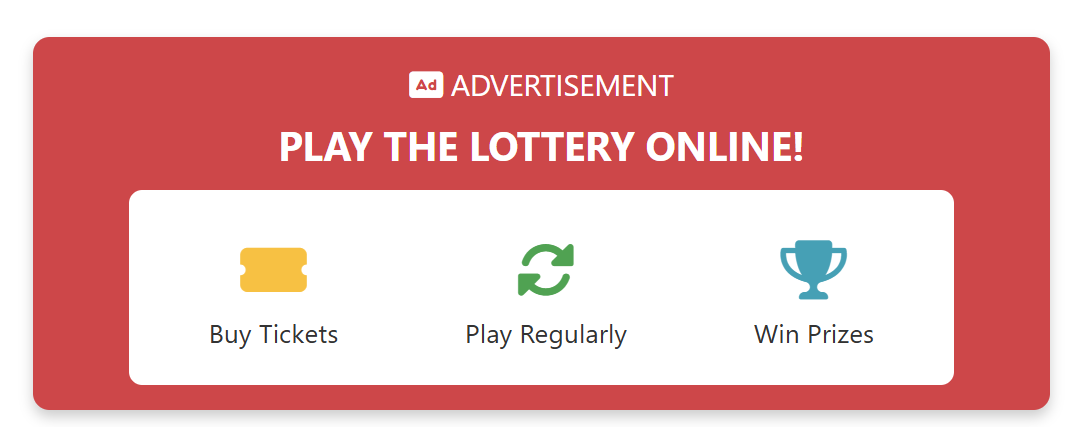 Ad ADVERTISEMENT
PLAY THE LOTTERY ONLINE!
Buy Tickets
Play Regularly
Win Prizes